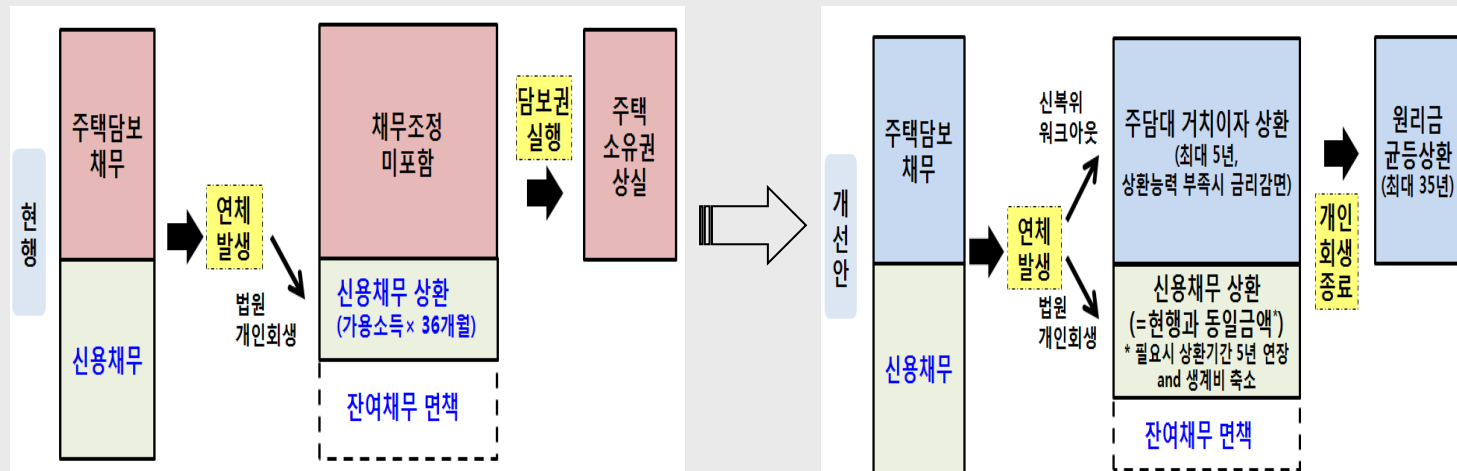 현
행
주택담보
채무
신용채무
연체
발생
법원
개인회생
채무조정
미포함
신용채무 상환
(가용소득× 36개월)
잔여채무 면책
담보권
실행
주택
소유권
상실
개
선
안
주택담보
채무
신용채무
연체
발생
신복위
워크아웃
법원
개인회생
주담대 거치이자 상환
(최대 5년,
상환능력 부족시 금리감면)
신용채무 상환
(=현행과 동일금액*)
* 필요시 상환기간 5년 연장
and 생계비 축소
잔여채무 면책
개인
회생
종료
원리금
균등상환
(최대 35년)